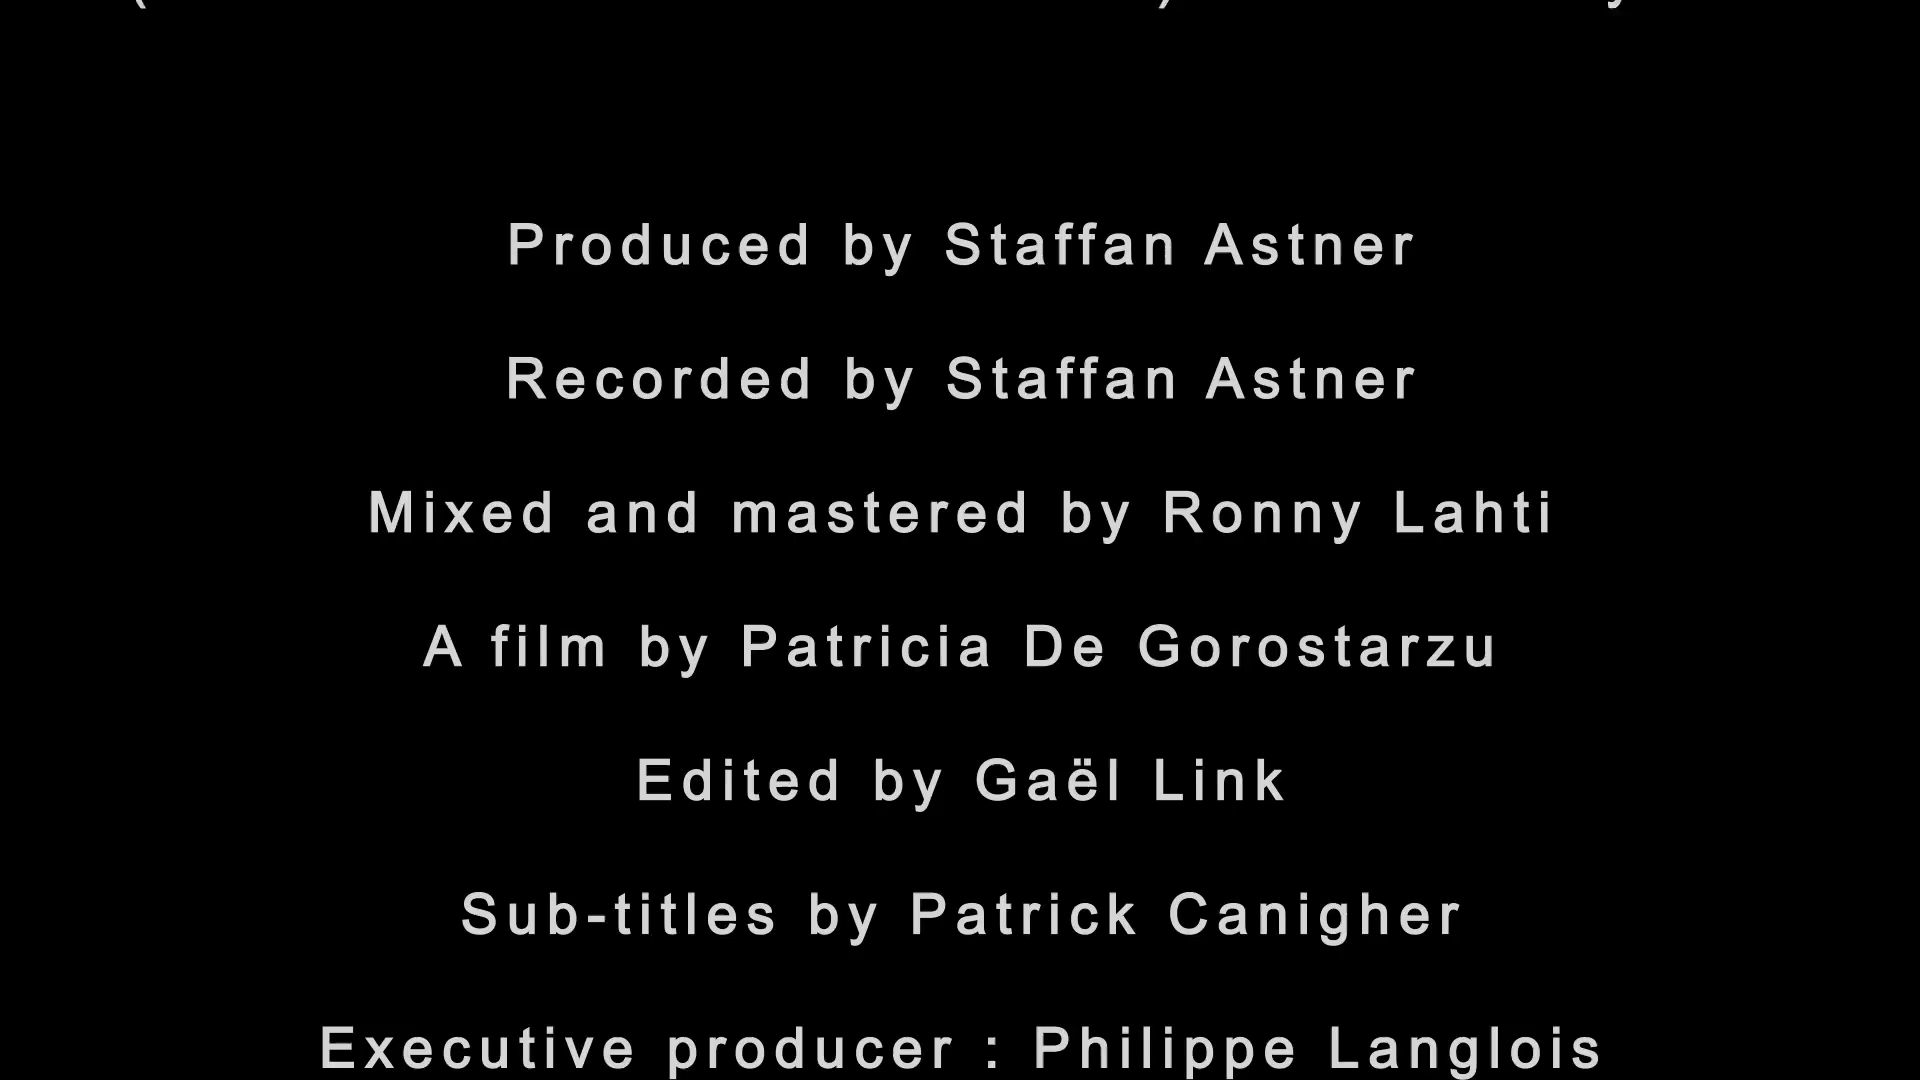 Produced by Staffan Astner
Recorded by Staffan Astner
Mixed and mastered by Ronny Lahti
A film by Patricia De Gorostarzu
Edited by Gaël Link
Sub-titles by Patrick Canigher
Executive producer : Philippe Langlois